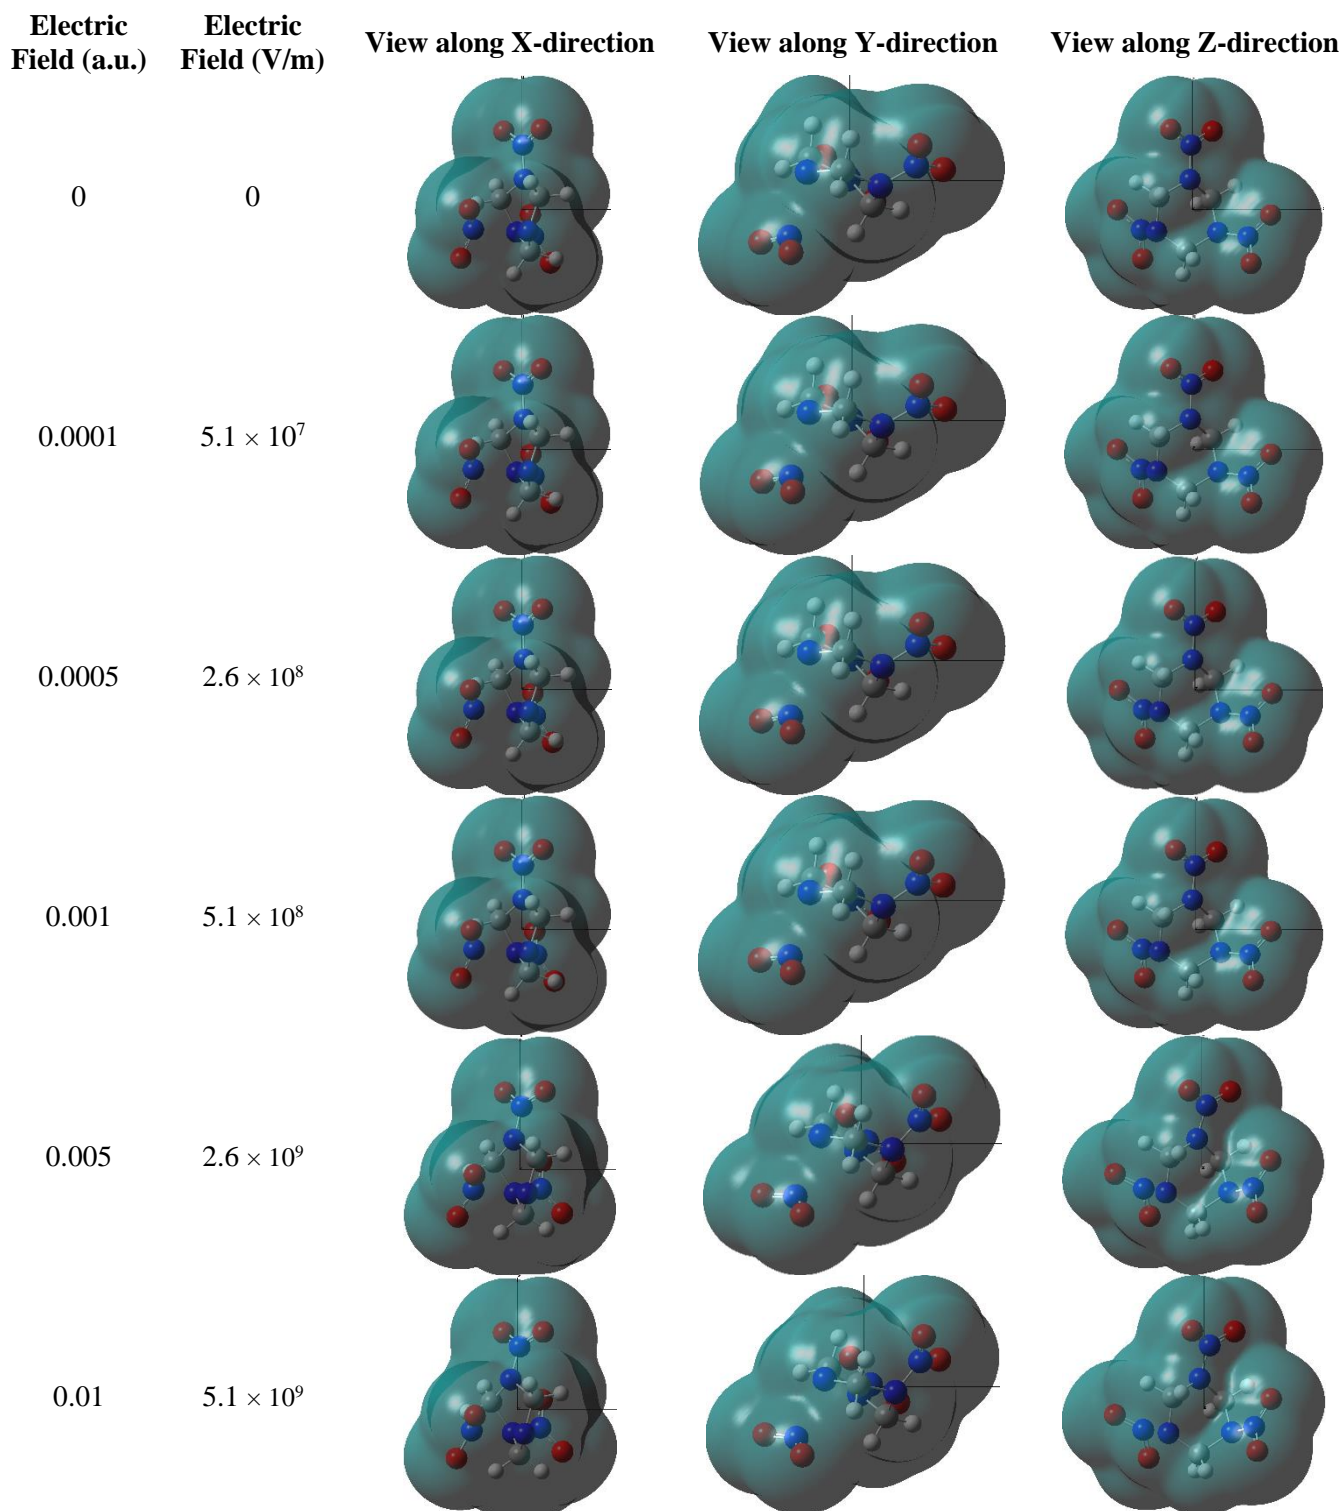 Electric Field (a.u.) Electric Field (V/m) View along X-direction View along Y-direction View along Z-direction
0 0
0.0001 5.1 × 10⁷
0.0005 2.6 × 10⁸
0.001 5.1 × 10⁸
0.005 2.6 × 10⁹
0.01 5.1 × 10⁹